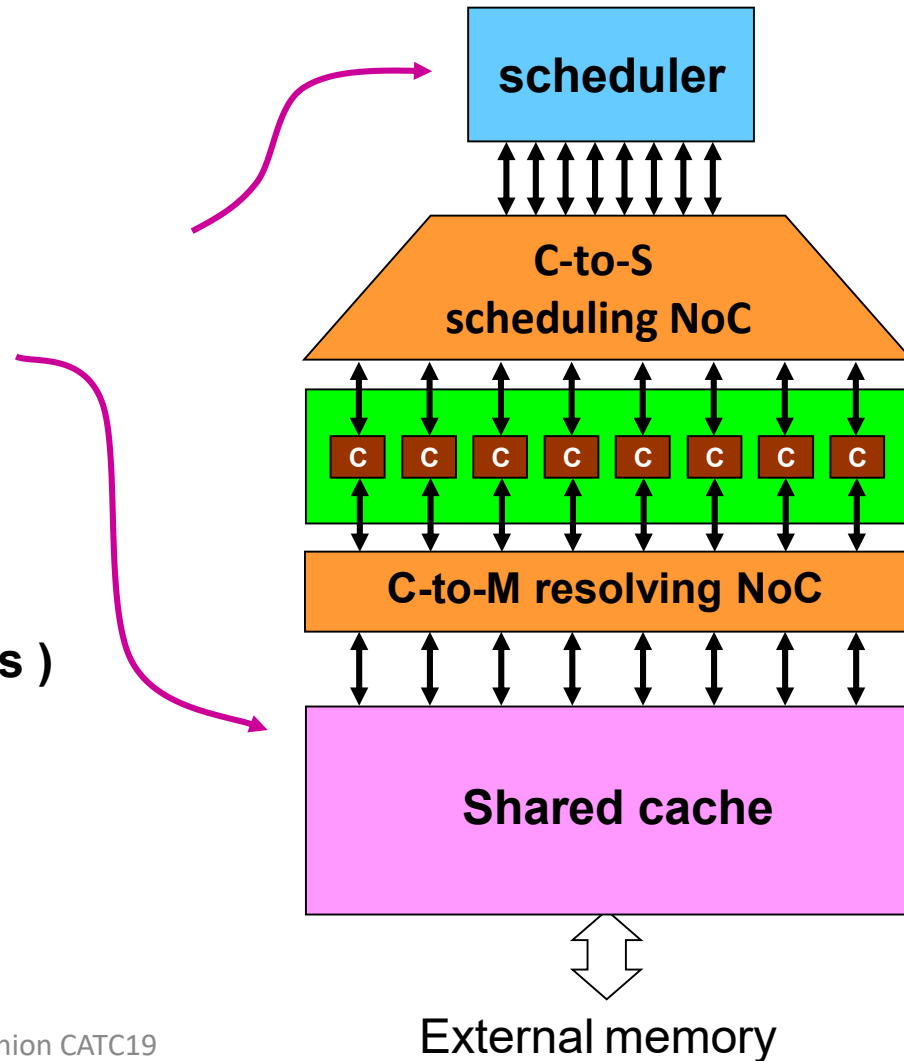 scheduler
C-to-S
scheduling NoC
C C C C C C C C
C-to-M resolving NoC
s )
Shared cache
External memory
nion CATC19